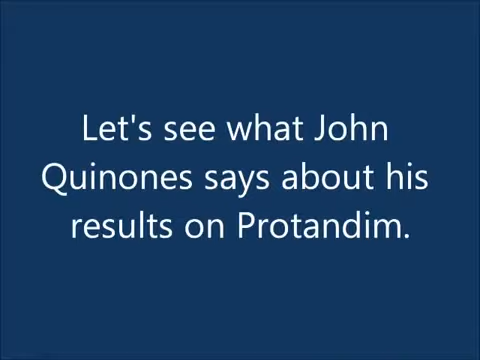 Let's see what John
Quinones says about his
results on Protandim.